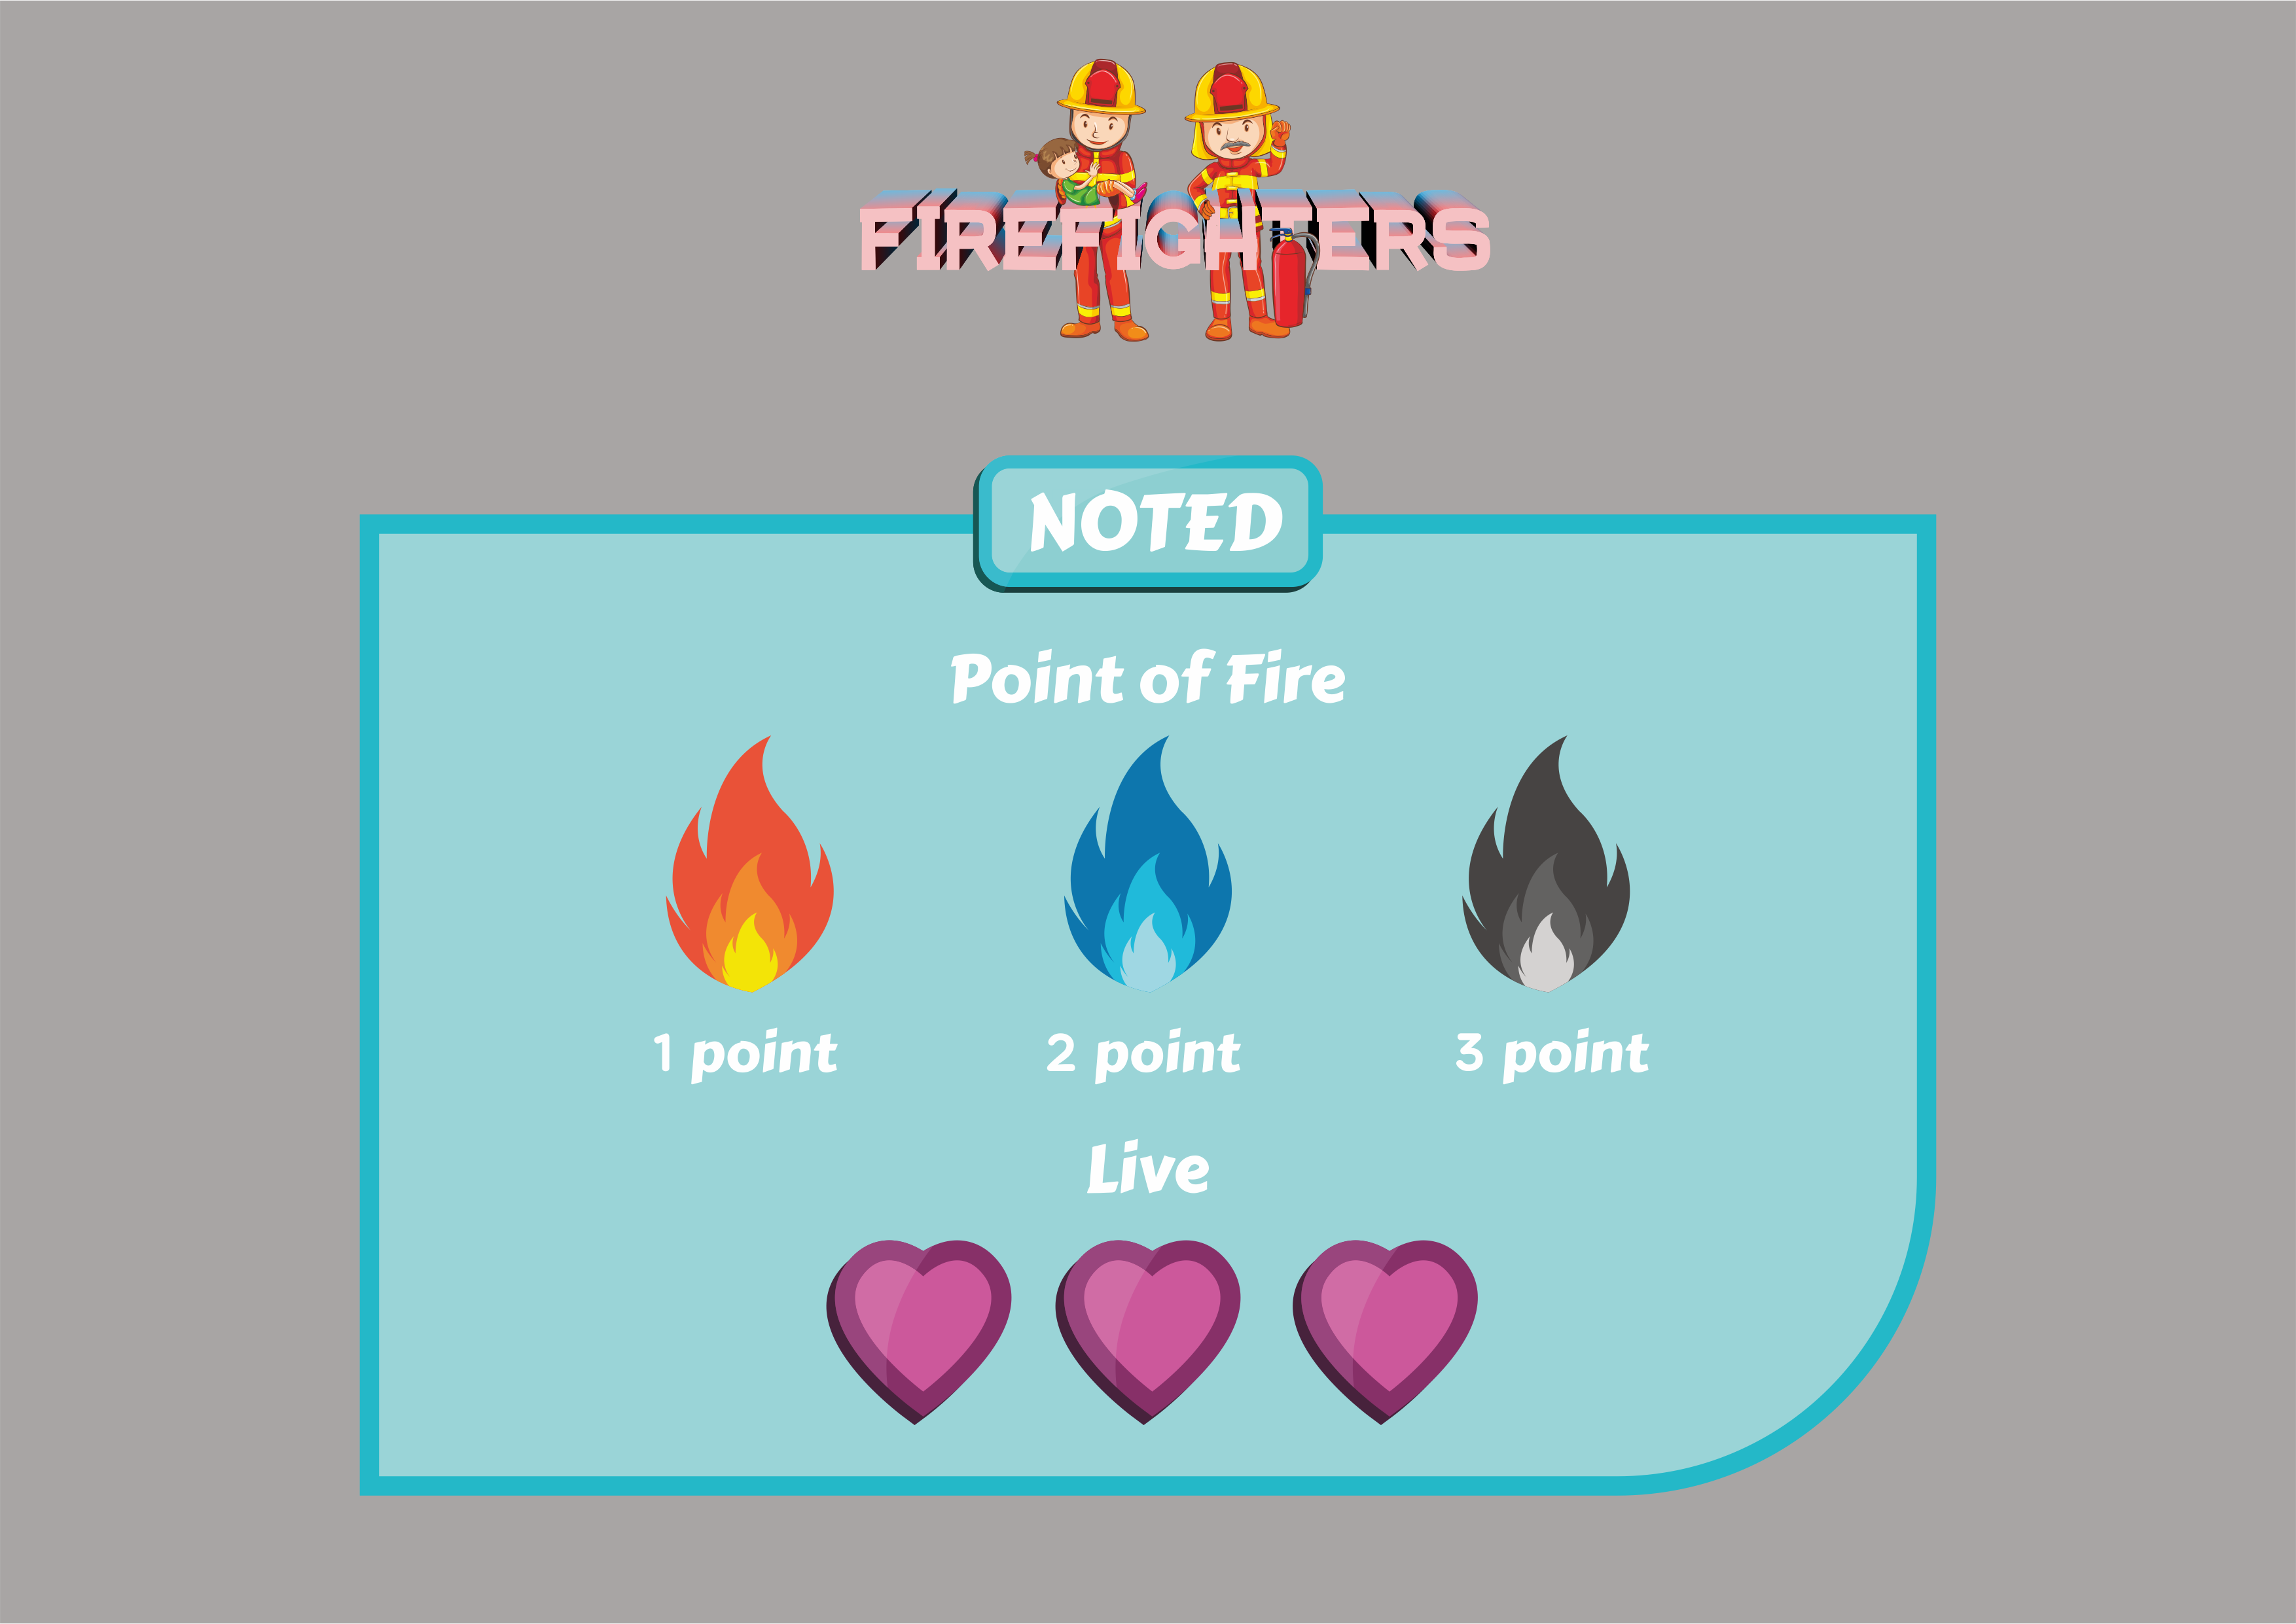 FIREFIGHTERS
NOTED
Point of Fire
1 point
2 point
3 point
Live